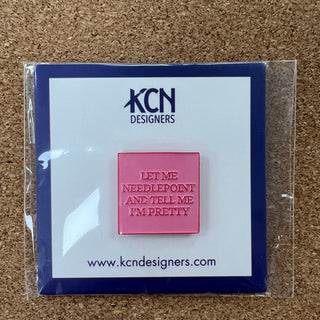 KCN
DESIGNERS
LET ME
NEEDLEPOINT
AND TELL ME
I'M PRETTY
www.kcndesigners.com